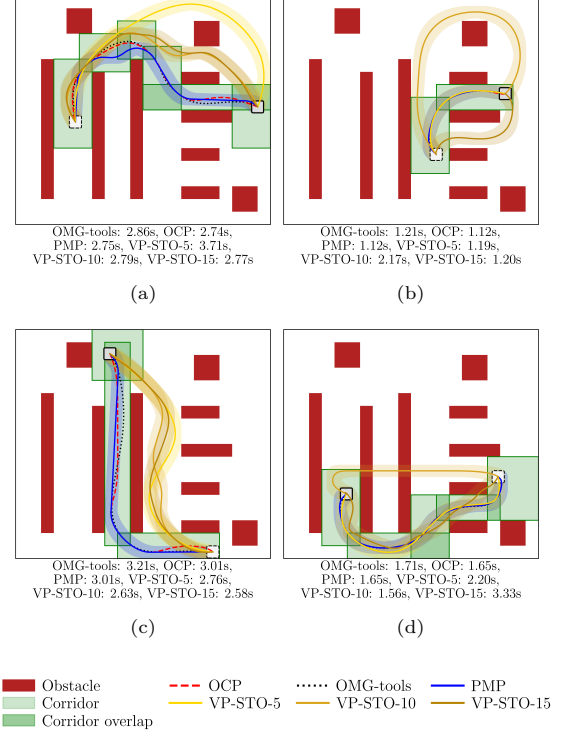 OMG-tools: 2.86s, OCP: 2.74s,
PMP: 2.75s, VP-STO-5: 3.71s,
VP-STO-10: 2.79s, VP-STO-15: 2.77s
(a)
OMG-tools: 1.21s, OCP: 1.12s,
PMP: 1.12s, VP-STO-5: 1.19s,
VP-STO-10: 2.17s, VP-STO-15: 1.20s
(b)
OMG-tools: 3.21s, OCP: 3.01s,
PMP: 3.01s, VP-STO-5: 2.76s,
VP-STO-10: 2.63s, VP-STO-15: 2.58s
(c)
OMG-tools: 1.71s, OCP: 1.65s,
PMP: 1.65s, VP-STO-5: 2.20s,
VP-STO-10: 1.56s, VP-STO-15: 3.33s
(d)
Obstacle
Corridor
Corridor overlap
OCP
VP-STO-5
OMG-tools
VP-STO-10
PMP
VP-STO-15